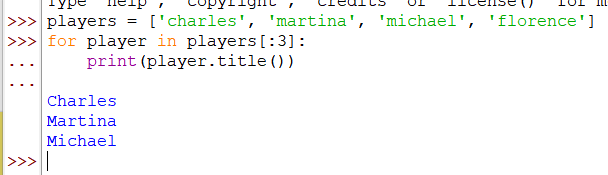 Type "help", "copyright", "credits" or "license()" for m
>>> players = ['charles', 'martina', 'michael', 'florence']
>>> for player in players[:3]:
...     print(player.title())
...
Charles
Martina
Michael
>>>